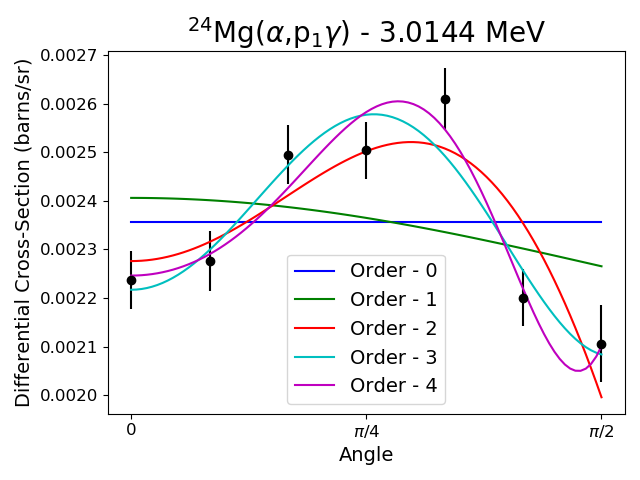 ²⁴Mg(α,p₁γ) - 3.0144 MeV
Differential Cross-Section (barns/sr)
0.0027
0.0026
0.0025
0.0024
0.0023
0.0022
0.0021
0.0020
Order - 0
Order - 1
Order - 2
Order - 3
Order - 4
0 π/4 π/2
Angle